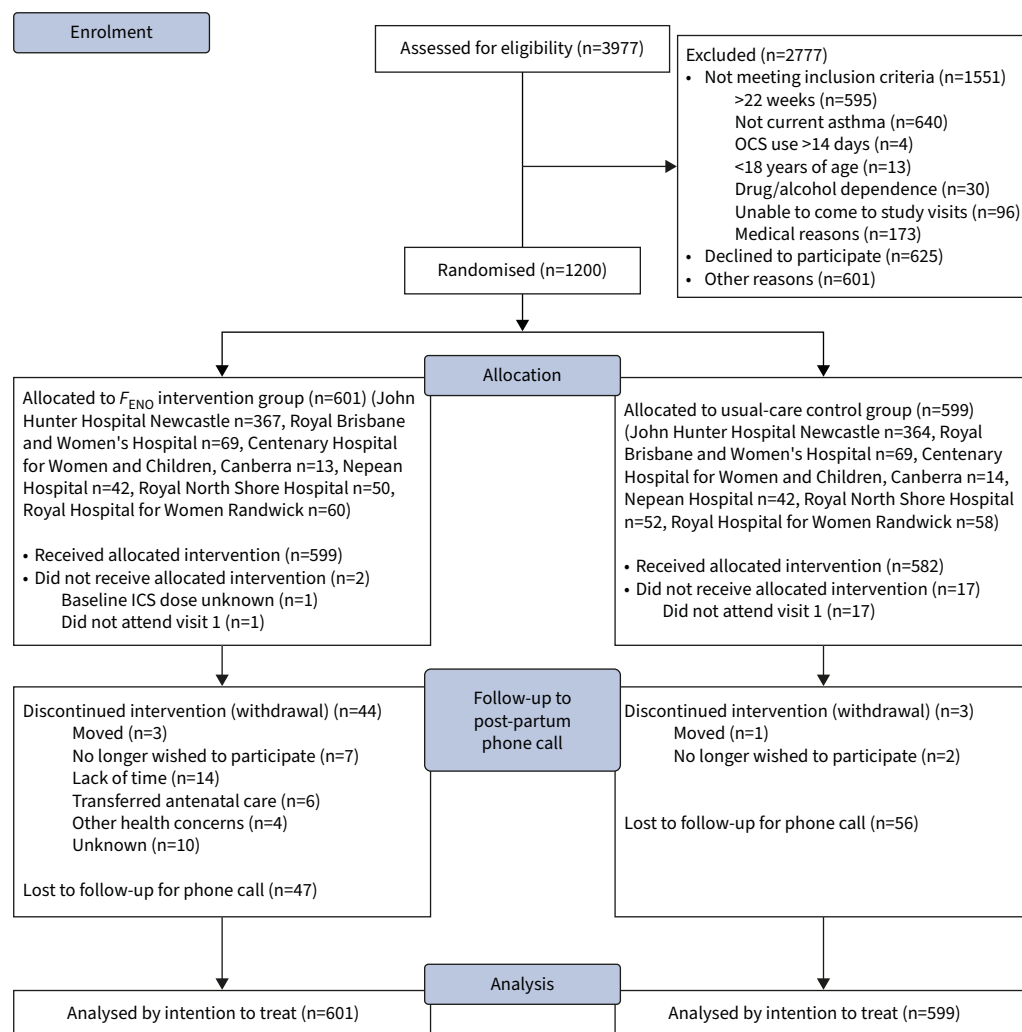 Enrolment
Assessed for eligibility (n=3977)
Excluded (n=2777)
• Not meeting inclusion criteria (n=1551)
>22 weeks (n=595)
Not current asthma (n=640)
OCS use >14 days (n=4)
<18 years of age (n=13)
Drug/alcohol dependence (n=30)
Unable to come to study visits (n=96)
Medical reasons (n=173)
• Declined to participate (n=625)
• Other reasons (n=601)
Randomised (n=1200)
Allocation
Allocated to FENO intervention group (n=601) (John
Hunter Hospital Newcastle n=367, Royal Brisbane
and Women's Hospital n=69, Centenary Hospital
for Women and Children, Canberra n=13, Nepean
Hospital n=42, Royal North Shore Hospital n=50,
Royal Hospital for Women Randwick n=60)
• Received allocated intervention (n=599)
• Did not receive allocated intervention (n=2)
Baseline ICS dose unknown (n=1)
Did not attend visit 1 (n=1)
Allocated to usual-care control group (n=599)
(John Hunter Hospital Newcastle n=364, Royal
Brisbane and Women's Hospital n=69, Centenary
Hospital for Women and Children, Canberra n=14,
Nepean Hospital n=42, Royal North Shore Hospital
n=52, Royal Hospital for Women Randwick n=58)
• Received allocated intervention (n=582)
• Did not receive allocated intervention (n=17)
Did not attend visit 1 (n=17)
Follow-up to
post-partum
phone call
Discontinued intervention (withdrawal) (n=44)
Moved (n=3)
No longer wished to participate (n=7)
Lack of time (n=14)
Transferred antenatal care (n=6)
Other health concerns (n=4)
Unknown (n=10)
Lost to follow-up for phone call (n=47)
Discontinued intervention (withdrawal) (n=3)
Moved (n=1)
No longer wished to participate (n=2)
Lost to follow-up for phone call (n=56)
Analysis
Analysed by intention to treat (n=601)
Analysed by intention to treat (n=599)